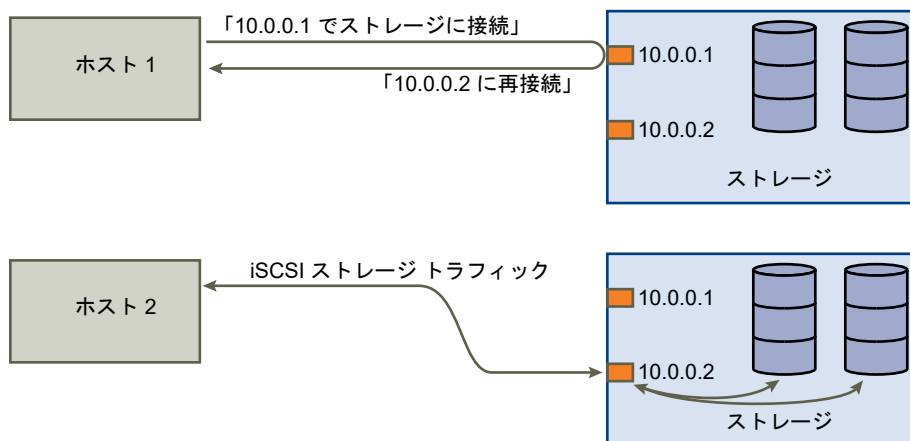 「10.0.0.1 でストレージに接続」
ホスト 1
「10.0.0.2 に再接続」
10.0.0.1
10.0.0.2
ストレージ
iSCSI ストレージ トラフィック
ホスト 2
10.0.0.1
10.0.0.2
ストレージ